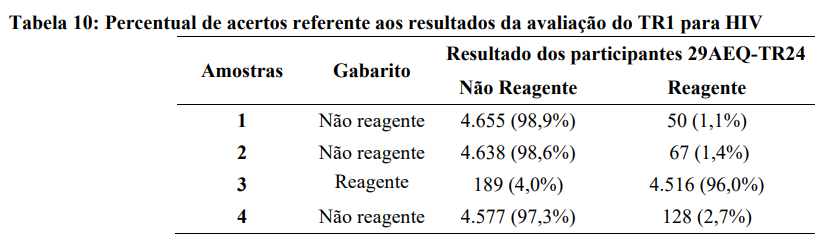 Tabela 10: Percentual de acertos referente aos resultados da avaliação do TR1 para HIV
Amostras Gabarito Resultado dos participantes 29AEQ-TR24
Não Reagente Reagente
1 Não reagente 4.655 (98,9%) 50 (1,1%)
2 Não reagente 4.638 (98,6%) 67 (1,4%)
3 Reagente 189 (4,0%) 4.516 (96,0%)
4 Não reagente 4.577 (97,3%) 128 (2,7%)